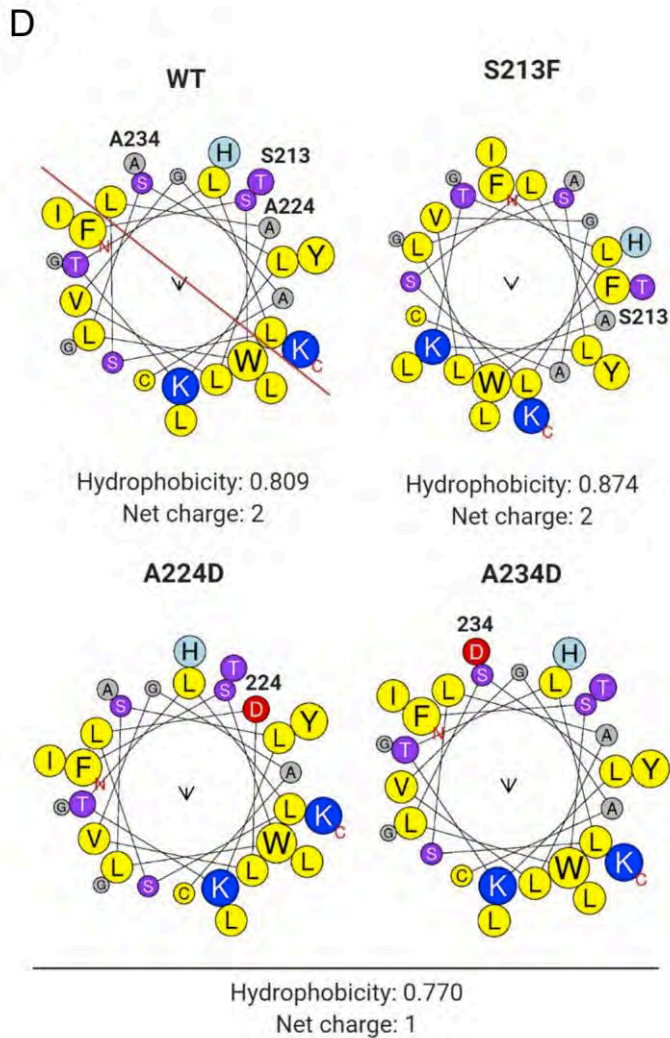 D
WT
A234
H
S213
A
S
G
L
T
S
A224
L
I
F
N
A
G
T
L
Y
V
A
G
L
L
K
C
S
W
C
K
L
L
L
Hydrophobicity: 0.809
Net charge: 2
S213F
I
G
F
L
A
T
N
S
V
G
G
L
L
H
S
F
T
C
A
S213
K
L
Y
L
L
W
L
A
L
K
C
Hydrophobicity: 0.874
Net charge: 2
A224D
H
T
A
G
L
S
224
S
D
L
L
Y
I
F
N
A
G
T
L
K
C
V
W
L
L
L
G
S
C
K
L
A234D
234
D
H
S
G
L
T
I
L
S
F
N
A
G
T
L
Y
V
A
G
L
L
K
C
S
W
C
K
L
L
L
Hydrophobicity: 0.770
Net charge: 1